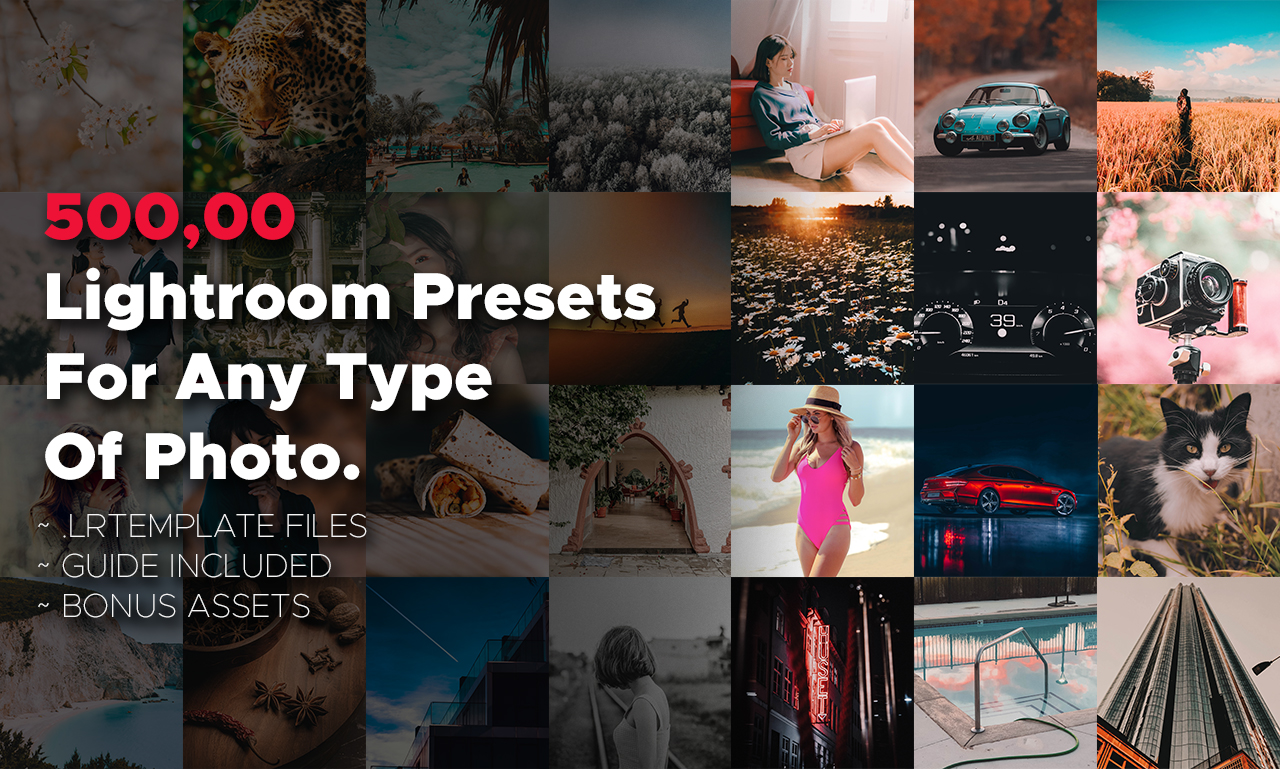 500,00
Lightroom Presets
For Any Type
Of Photo.
~ .LRTEMPLATE FILES
~ GUIDE INCLUDED
~ BONUS ASSETS
39